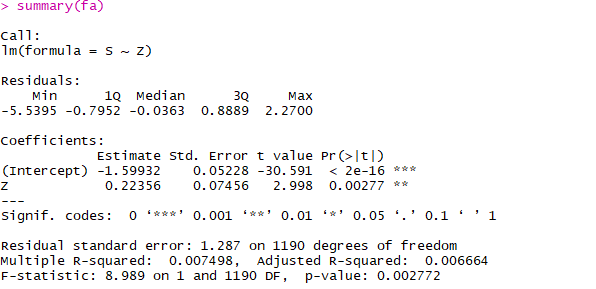 > summary(fa)
Call:
lm(formula = S ~ Z)
Residuals:
    Min      1Q  Median      3Q     Max
-5.5395 -0.7952 -0.0363  0.8889  2.2700
Coefficients:
            Estimate Std. Error t value Pr(>|t|)
(Intercept) -1.59932    0.05228 -30.591  < 2e-16 ***
Z            0.22356    0.07456   2.998  0.00277 **
---
Signif. codes:  0 ‘***’ 0.001 ‘**’ 0.01 ‘*’ 0.05 ‘.’ 0.1 ‘ ’ 1
Residual standard error: 1.287 on 1190 degrees of freedom
Multiple R-squared:  0.007498,  Adjusted R-squared:  0.006664
F-statistic: 8.989 on 1 and 1190 DF,  p-value: 0.002772